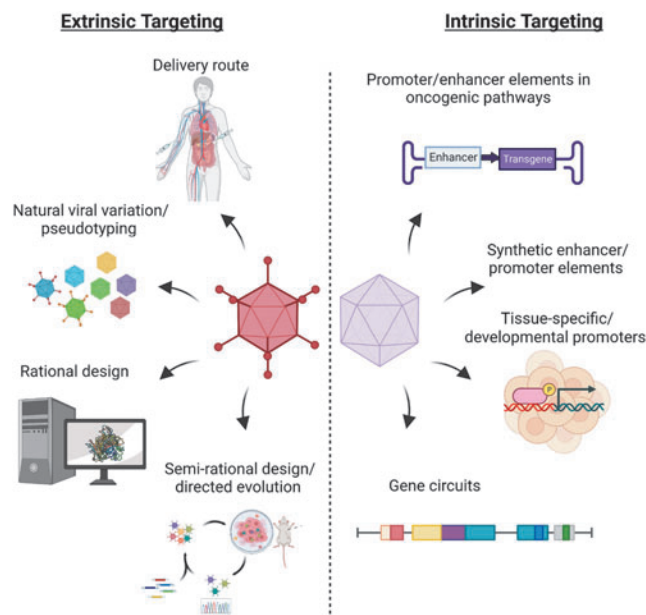 Extrinsic Targeting
Delivery route
Natural viral variation/
pseudotyping
Rational design
Semi-rational design/
directed evolution
Intrinsic Targeting
Promoter/enhancer elements in
oncogenic pathways
Enhancer
Transgene
Synthetic enhancer/
promoter elements
Tissue-specific/
developmental promoters
P
Gene circuits